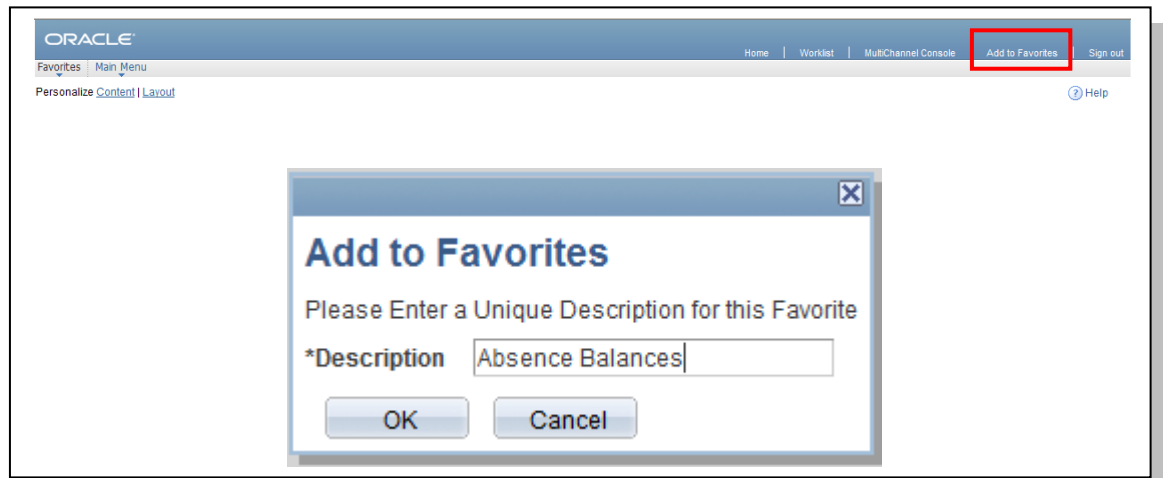 ORACLE
Home | Worklist | MultiChannel Console Add to Favorites | Sign out
Favorites Main Menu
Personalize Content | Layout
? Help
Add to Favorites
Please Enter a Unique Description for this Favorite
*Description Absence Balances
OK Cancel